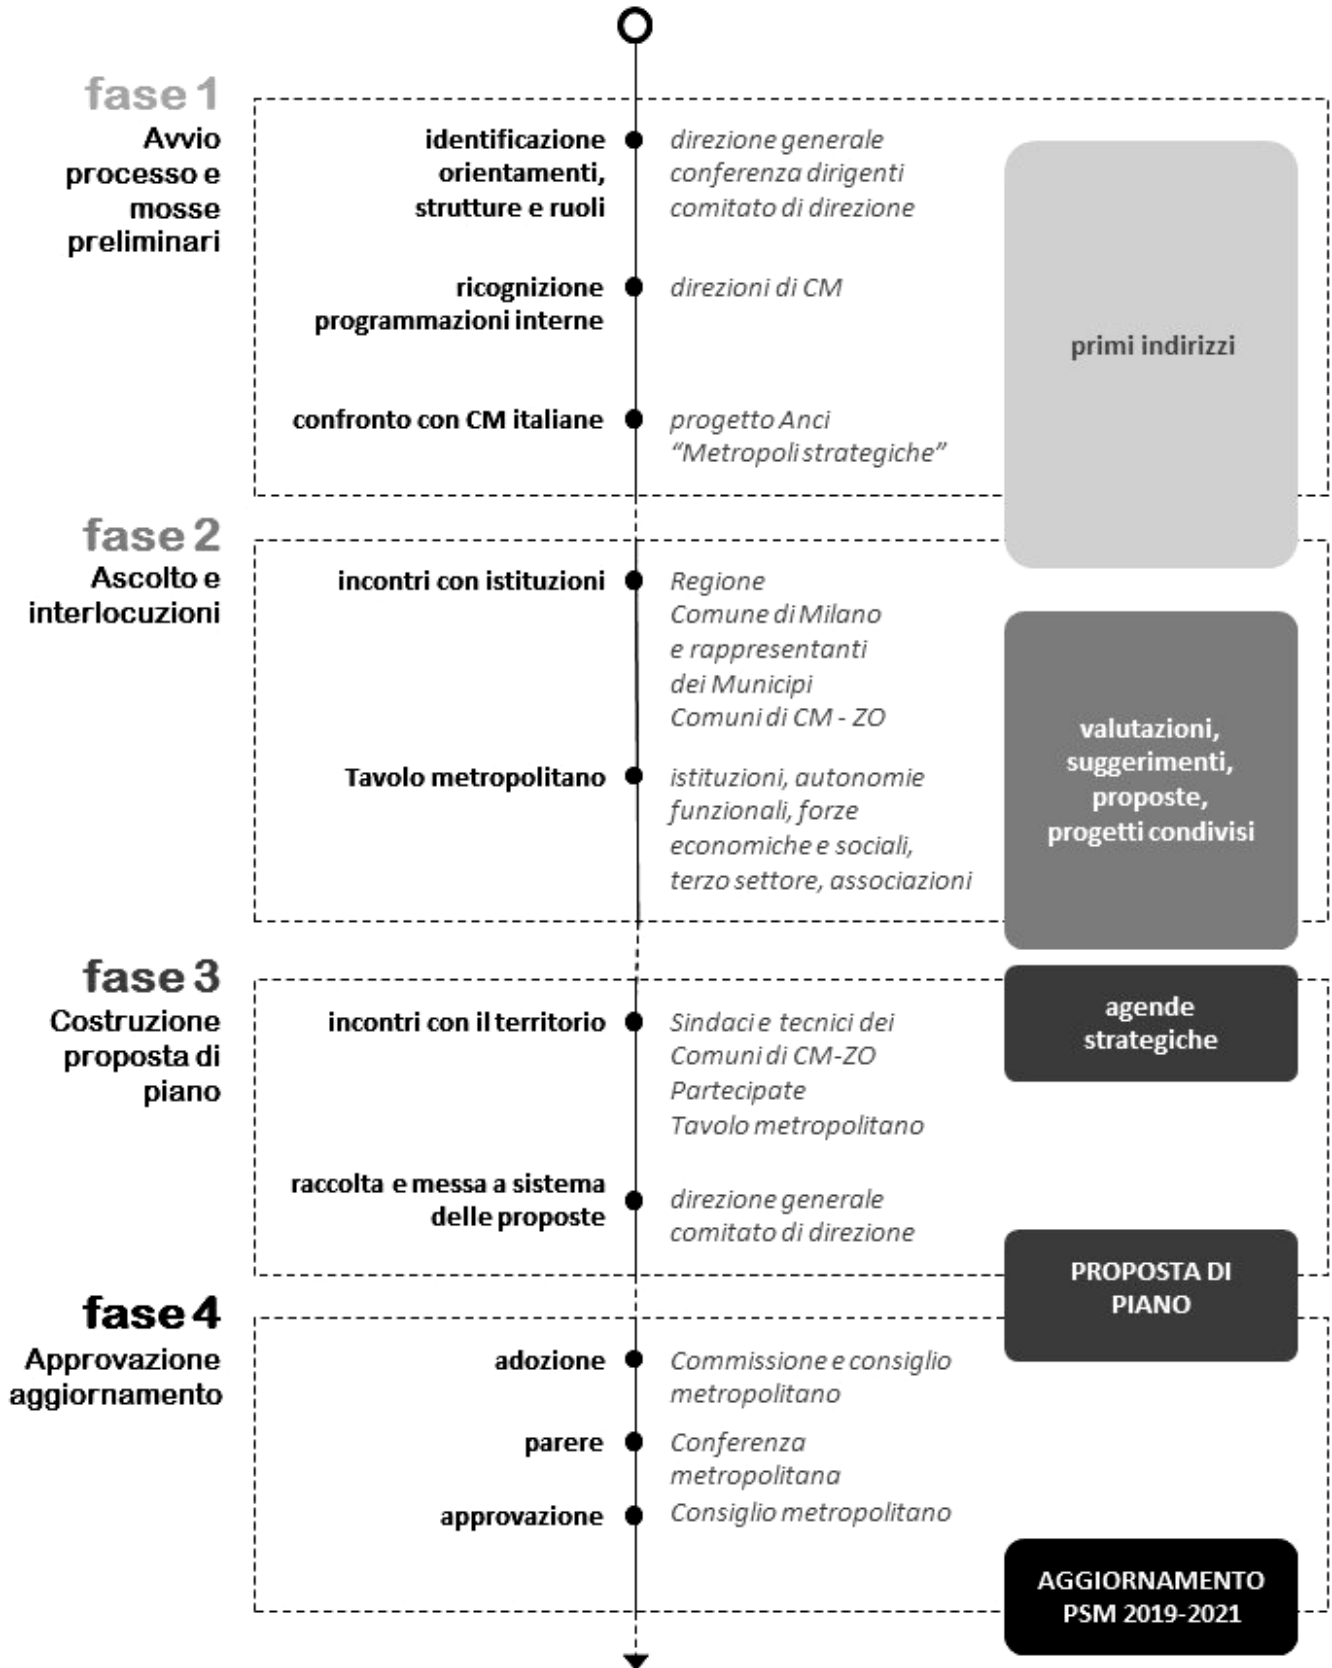 fase 1
Avvio
processo e
mosse
preliminari
identificazione
orientamenti,
strutture e ruoli
direzione generale
conferenza dirigenti
comitato di direzione
ricognizione
programmazioni interne
direzioni di CM
confronto con CM italiane
progetto Anci
“Metropoli strategiche”
primi indirizzi
fase 2
Ascolto e
interlocuzioni
incontri con istituzioni
Regione
Comune di Milano
e rappresentanti
dei Municipi
Comuni di CM - ZO
Tavolo metropolitano
istituzioni, autonomie
funzionali, forze
economiche e sociali,
terzo settore, associazioni
valutazioni,
suggerimenti,
proposte,
progetti condivisi
fase 3
Costruzione
proposta di
piano
incontri con il territorio
Sindaci e tecnici dei
Comuni di CM-ZO
Partecipate
Tavolo metropolitano
agende
strategiche
raccolta e messa a sistema
delle proposte
direzione generale
comitato di direzione
PROPOSTA DI
PIANO
fase 4
Approvazione
aggiornamento
adozione
Commissione e consiglio
metropolitano
parere
Conferenza
metropolitana
approvazione
Consiglio metropolitano
AGGIORNAMENTO
PSM 2019-2021